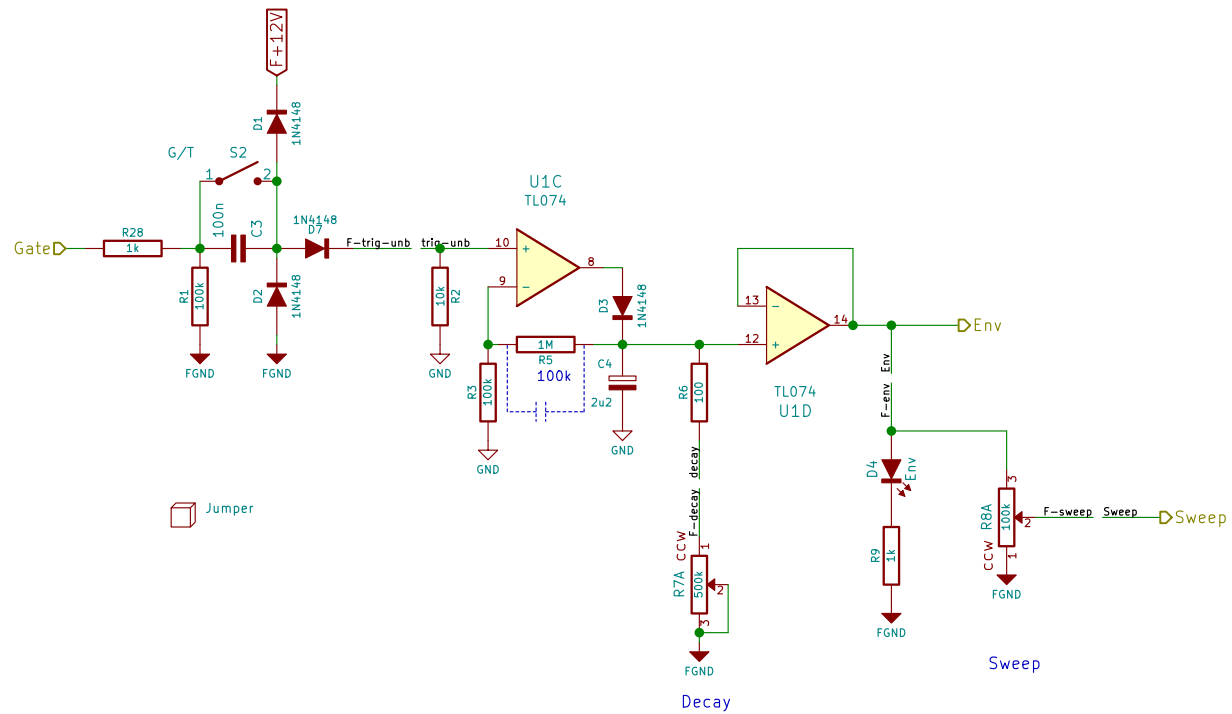 F+12V
D1
1N4148
G/T
S2
1
2
100n
C3
Gate
R28
1k
1N4148
D7
F-trig-unb
trig-unb
R1
100k
D2
1N4148
FGND
FGND
10k
R2
GND
U1C
TL074
10
+
9
-
8
D3
1N4148
1M
R5
100k
R3
100k
GND
C4
2u2
GND
R6
100
decay
F-decay
CCW
1
R7A
500k
2
3
FGND
Decay
13
-
12
+
14
TL074
U1D
Env
Env
F-env
D4
Env
R9
1k
FGND
3
R8A
100k
2
CCW
1
FGND
F-sweep
Sweep
Sweep
Sweep
Jumper